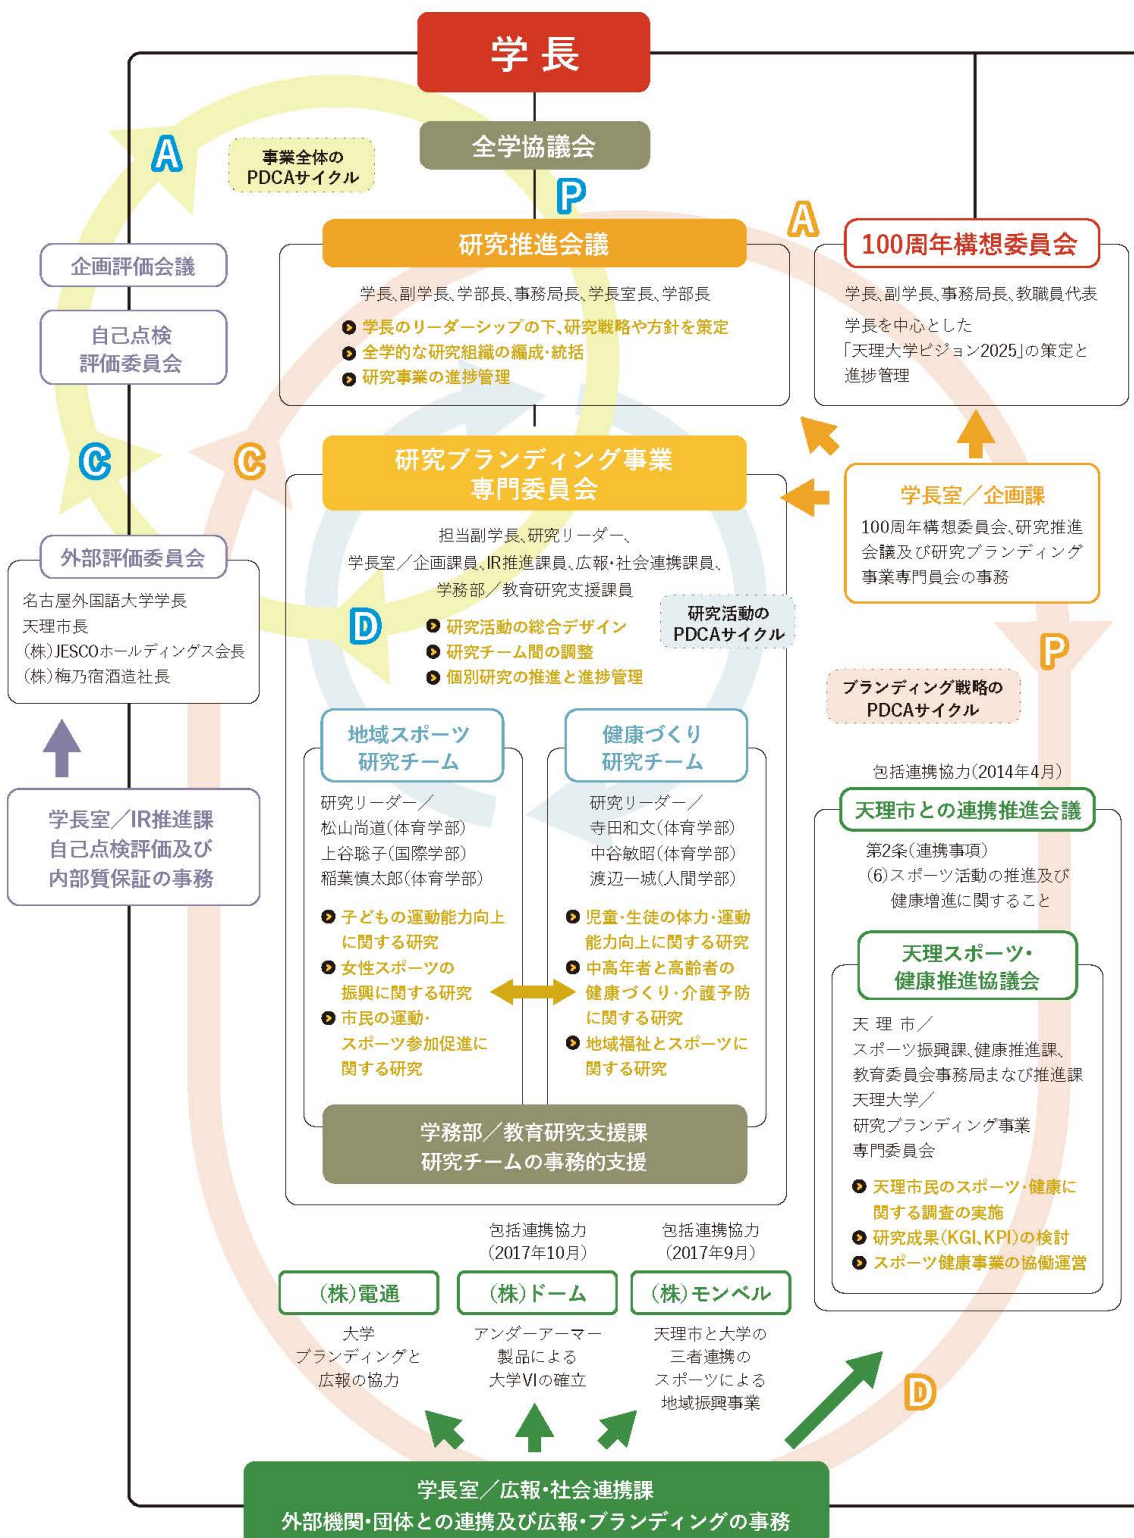 学長
全学協議会
A
事業全体の
PDCAサイクル
P
研究推進会議
学長、副学長、学部長、事務局長、学長室長、学部長
学長のリーダーシップの下、研究戦略や方針を策定
全学的な研究組織の編成・統括
研究事業の進捗管理
A
100周年構想委員会
学長、副学長、事務局長、教職員代表
学長を中心とした
「天理大学ビジョン2025」の策定と
進捗管理
企画評価会議
自己点検
評価委員会
C
C
研究ブランディング事業
専門委員会
担当副学長、研究リーダー、
学長室／企画課員、IR推進課員、広報・社会連携課員、
学務部／教育研究支援課員
研究活動の総合デザイン
研究チーム間の調整
個別研究の推進と進捗管理
学長室／企画課
100周年構想委員会、研究推進
会議及び研究ブランディング
事業専門員会の事務
外部評価委員会
名古屋外国語大学学長
天理市長
(株)JESCOホールディングス会長
(株)梅乃宿酒造社長
D
研究活動の
PDCAサイクル
P
ブランディング戦略の
PDCAサイクル
学長室／IR推進課
自己点検評価及び
内部質保証の事務
地域スポーツ
研究チーム
研究リーダー／
松山尚道(体育学部)
上谷聡子(国際学部)
稲葉慎太郎(体育学部)
子どもの運動能力向上
に関する研究
女性スポーツの
振興に関する研究
市民の運動・
スポーツ参加促進に
関する研究
健康づくり
研究チーム
研究リーダー／
寺田和文(体育学部)
中谷敏昭(体育学部)
渡辺一城(人間学部)
児童・生徒の体力・運動
能力向上に関する研究
中高年者と高齢者の
健康づくり・介護予防
に関する研究
地域福祉とスポーツに
関する研究
学務部／教育研究支援課
研究チームの事務的支援
包括連携協力(2014年4月)
天理市との連携推進会議
第2条(連携事項)
(6)スポーツ活動の推進及び
健康増進に関すること
天理スポーツ・
健康推進協議会
天 理 市／
スポーツ振興課、健康推進課、
教育委員会事務局まなび推進課
天理大学／
研究ブランディング事業
専門委員会
天理市民のスポーツ・健康に
関する調査の実施
研究成果(KGI、KPI)の検討
スポーツ健康事業の協働運営
(株)電通
大学
ブランディングと
広報の協力
包括連携協力
(2017年10月)
(株)ドーム
アンダーアーマー
製品による
大学VIの確立
包括連携協力
(2017年9月)
(株)モンベル
天理市と大学の
三者連携の
スポーツによる
地域振興事業
D
学長室／広報・社会連携課
外部機関・団体との連携及び広報・ブランディングの事務